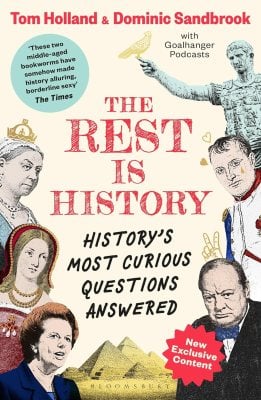 Tom Holland & Dominic Sandbrook
with
Goalhanger
Podcasts
‘These two
middle-aged
bookworms have
somehow made
history alluring,
borderline sexy’
The Times
THE
REST
IS
HISTORY
HISTORY'S
MOST CURIOUS
QUESTIONS
ANSWERED
New
Exclusive
Content
BLOOMSBURY